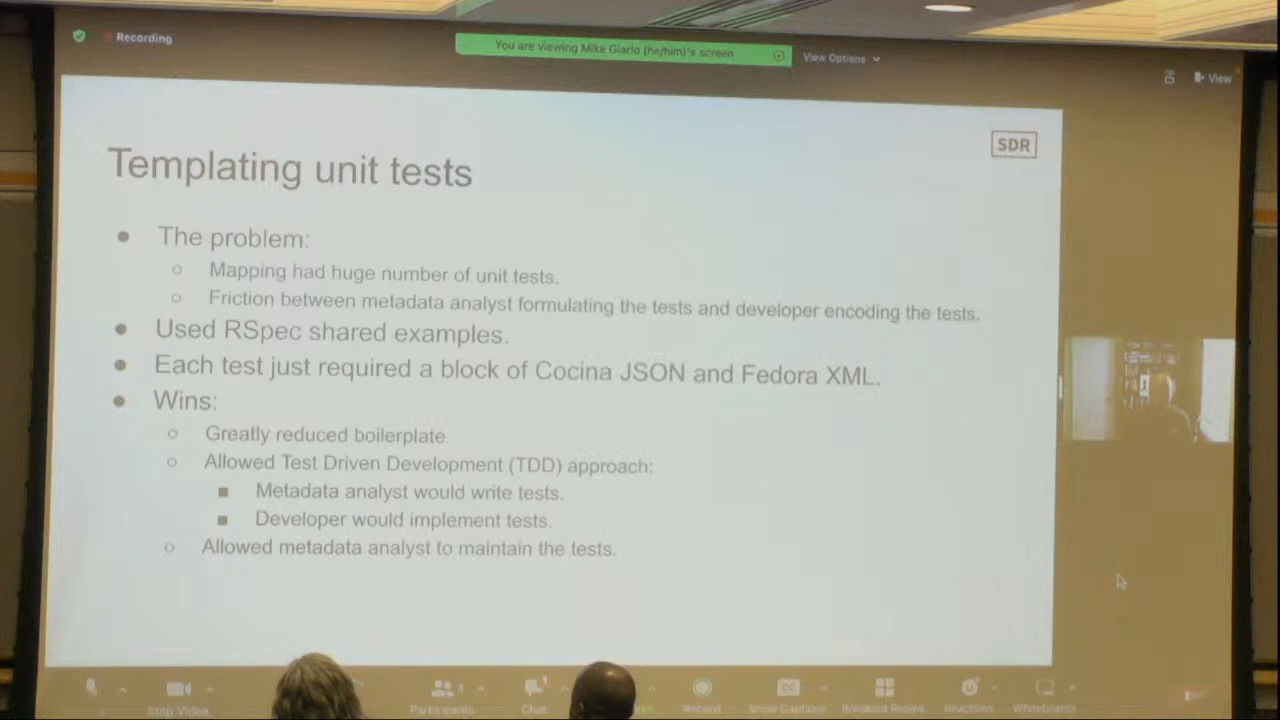 Recording
You are viewing Mike Giarlo (he/him)'s screen
View Options
View
SDR
Templating unit tests
● The problem:
○ Mapping had huge number of unit tests.
○ Friction between metadata analyst formulating the tests and developer encoding the tests.
● Used RSpec shared examples.
● Each test just required a block of Cocina JSON and Fedora XML.
● Wins:
○ Greatly reduced boilerplate.
○ Allowed Test Driven Development (TDD) approach:
■ Metadata analyst would write tests.
■ Developer would implement tests.
○ Allowed metadata analyst to maintain the tests.
Stop Video
Participants
Chat
Record
Show Captions
Breakout Rooms
Reactions
Whiteboards